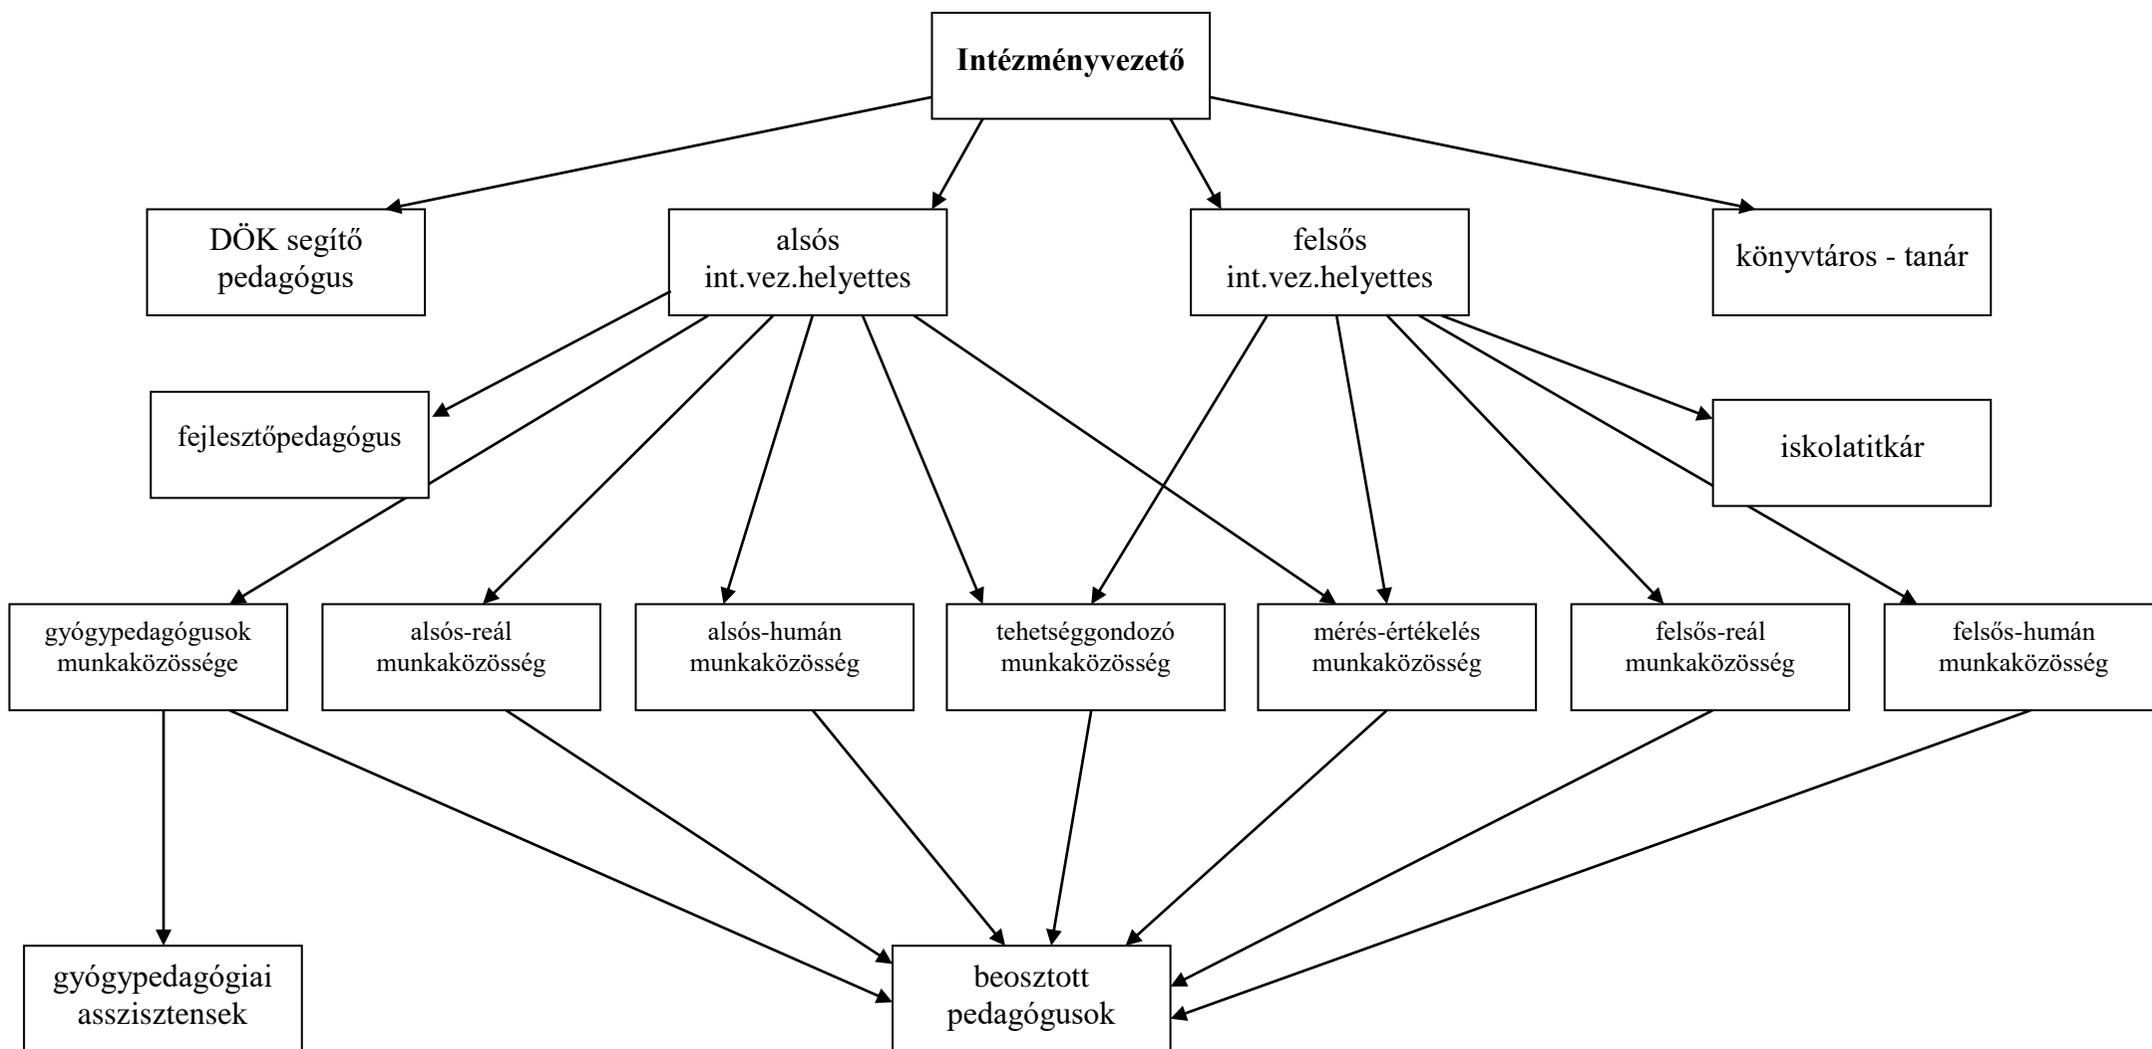 Intézményvezető
DÖK segítő
pedagógus
alsós
int.vez.helyettes
felsős
int.vez.helyettes
könyvtáros - tanár
fejlesztőpedagógus
iskolatitkár
gyógypedagógusok
munkaközössége
alsós-reál
munkaközösség
alsós-humán
munkaközösség
tehetséggondozó
munkaközösség
mérés-értékelés
munkaközösség
felsős-reál
munkaközösség
felsős-humán
munkaközösség
gyógypedagógiai
asszisztensek
beosztott
pedagógusok